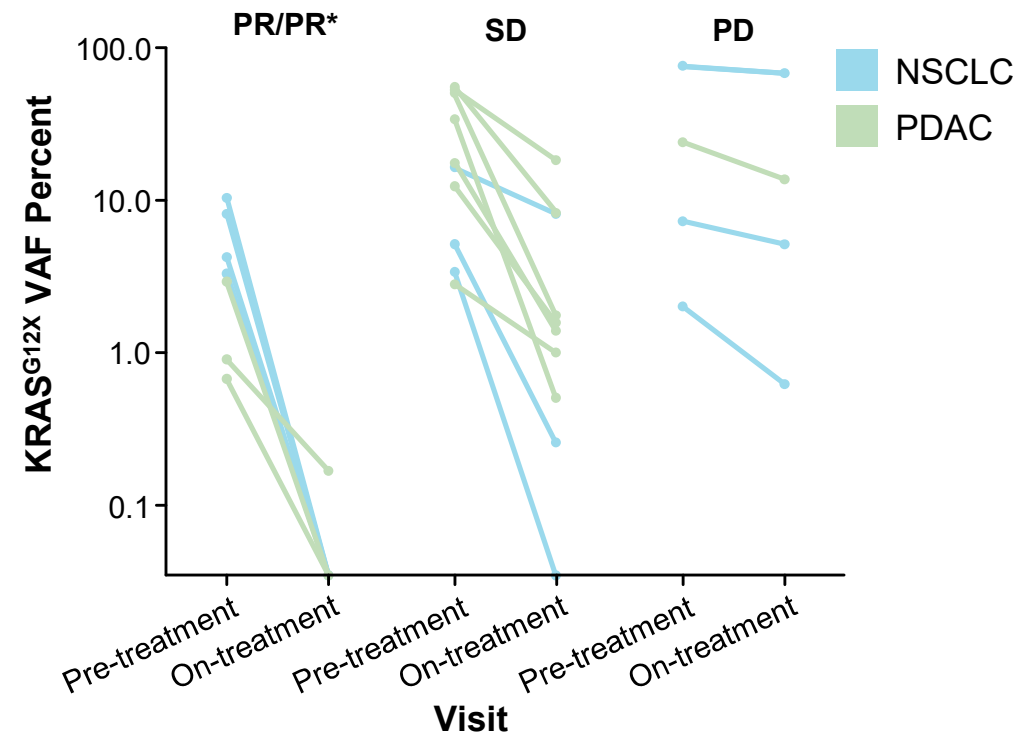 PR/PR*
SD
PD
NSCLC
PDAC
KRASG12X VAF Percent
100.0
10.0
1.0
0.1
Pre-treatment
On-treatment
Pre-treatment
On-treatment
Pre-treatment
On-treatment
Visit